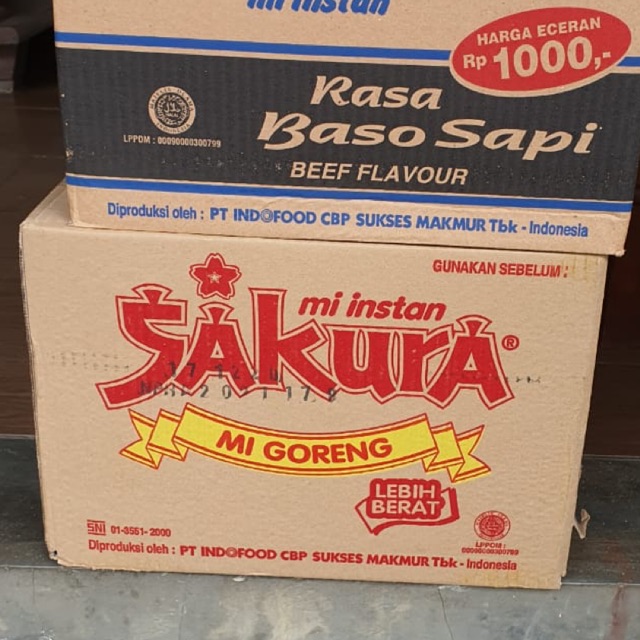 mi instan
HARGA ECERAN
Rp 1000,-
Rasa
Baso Sapi
BEEF FLAVOUR
LPPOM : 00090000300799
Diproduksi oleh : PT INDOFOOD CBP SUKSES MAKMUR Tbk - Indonesia
GUNAKAN SEBELUM :
mi instan
SAkurA®
MI GORENG
LEBIH
BERAT
SNI 01-3551-2000
LPPOM :
Diproduksi oleh : PT INDOFOOD CBP SUKSES MAKMUR Tbk - Indonesia